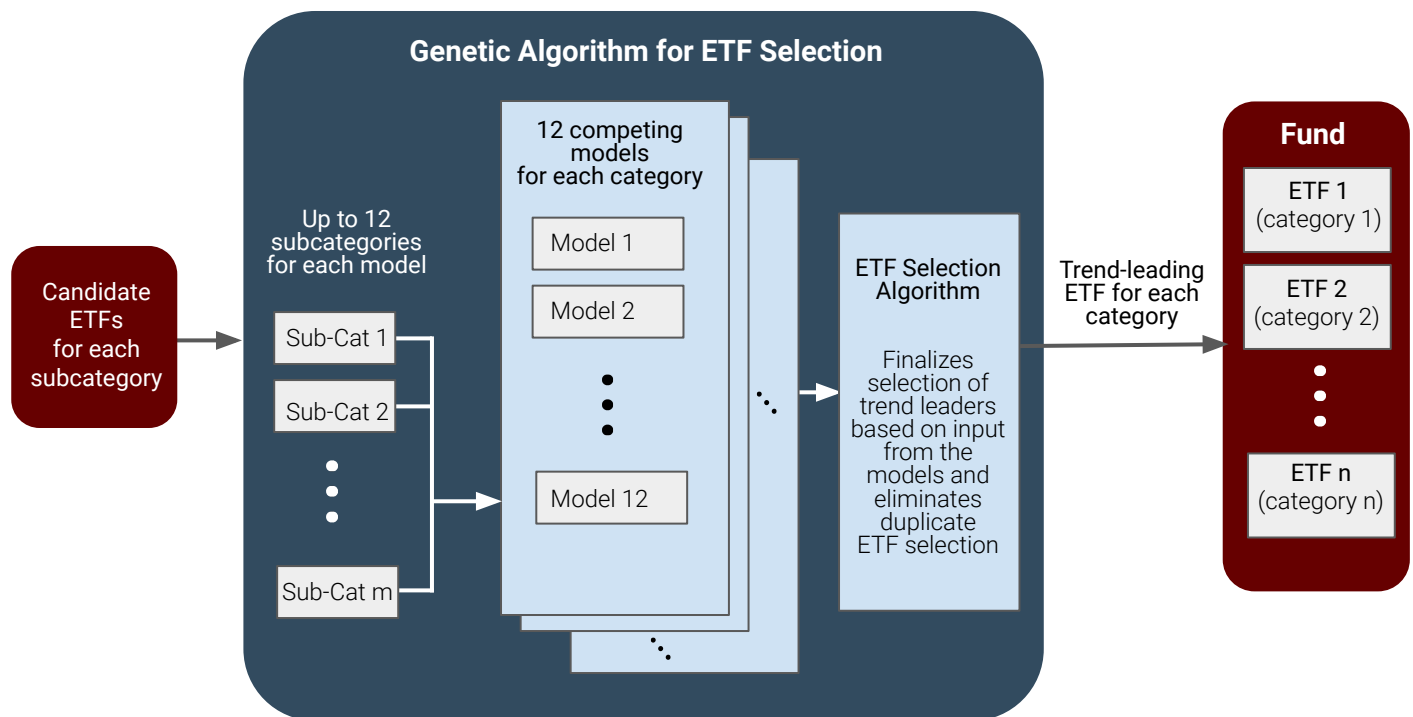 Genetic Algorithm for ETF Selection
Candidate
ETFs
for each
subcategory
Up to 12
subcategories
for each model
Sub-Cat 1
Sub-Cat 2
Sub-Cat m
12 competing
models
for each category
Model 1
Model 2
Model 12
ETF Selection
Algorithm
Finalizes
selection of
trend leaders
based on input
from the
models and
eliminates
duplicate
ETF selection
Trend-leading
ETF for each
category
Fund
ETF 1
(category 1)
ETF 2
(category 2)
ETF n
(category n)